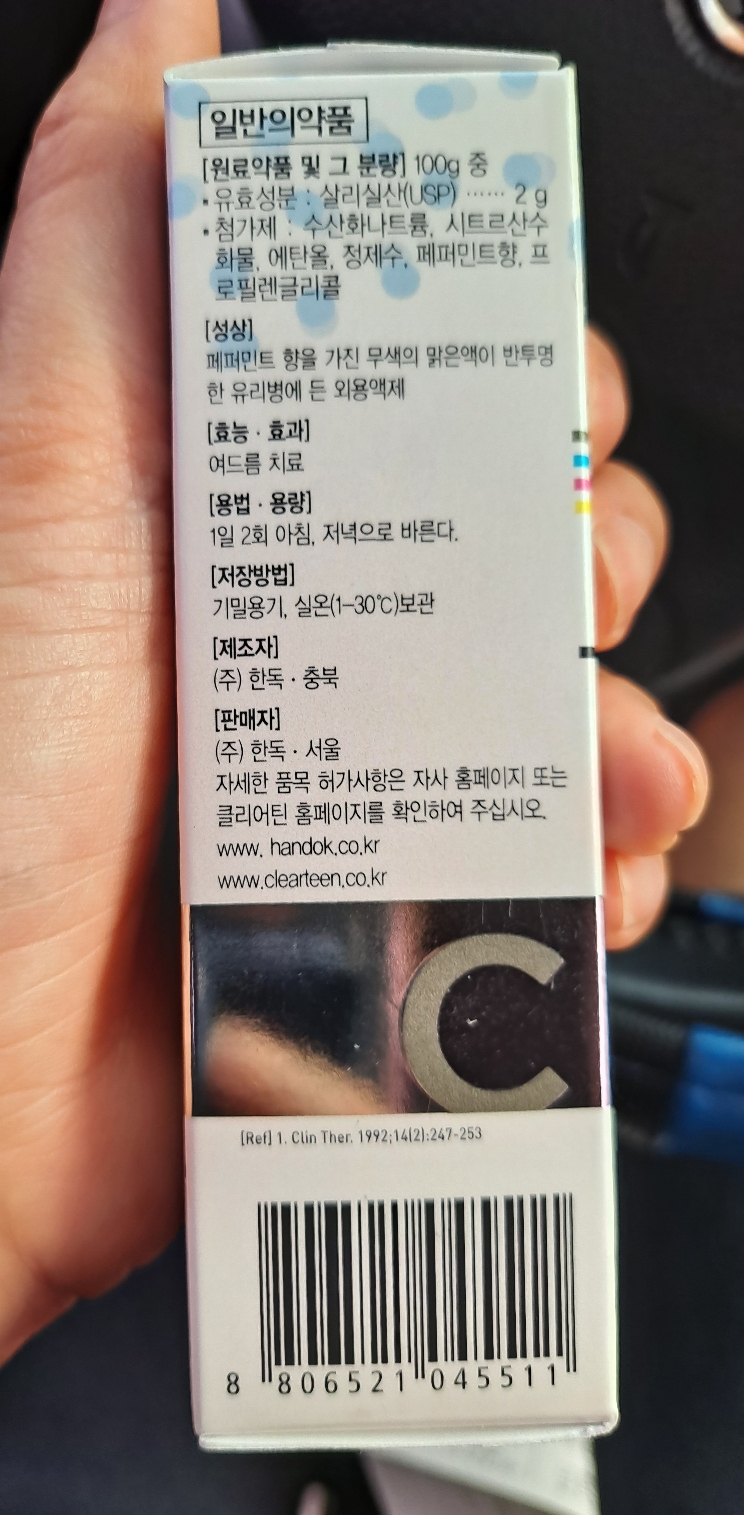 일반의약품
[원료약품 및 그 분량] 100g 중
• 유효성분 : 살리실산(USP) ······ 2 g
• 첨가제 : 수산화나트륨, 시트르산수
화물, 에탄올, 정제수, 페퍼민트향, 프
로필렌글리콜
[성상]
페퍼민트 향을 가진 무색의 맑은액이 반투명
한 유리병에 든 외용액제
[효능 · 효과]
여드름 치료
[용법 · 용량]
1일 2회 아침, 저녁으로 바른다.
[저장방법]
기밀용기, 실온(1-30℃)보관
[제조자]
(주) 한독 · 충북
[판매자]
(주) 한독 · 서울
자세한 품목 허가사항은 자사 홈페이지 또는
클리어틴 홈페이지를 확인하여 주십시오.
www. handok.co.kr
www.clearteen.co.kr
C
[Ref] 1. Clin Ther. 1992;14(2):247-253
8 806521 045511